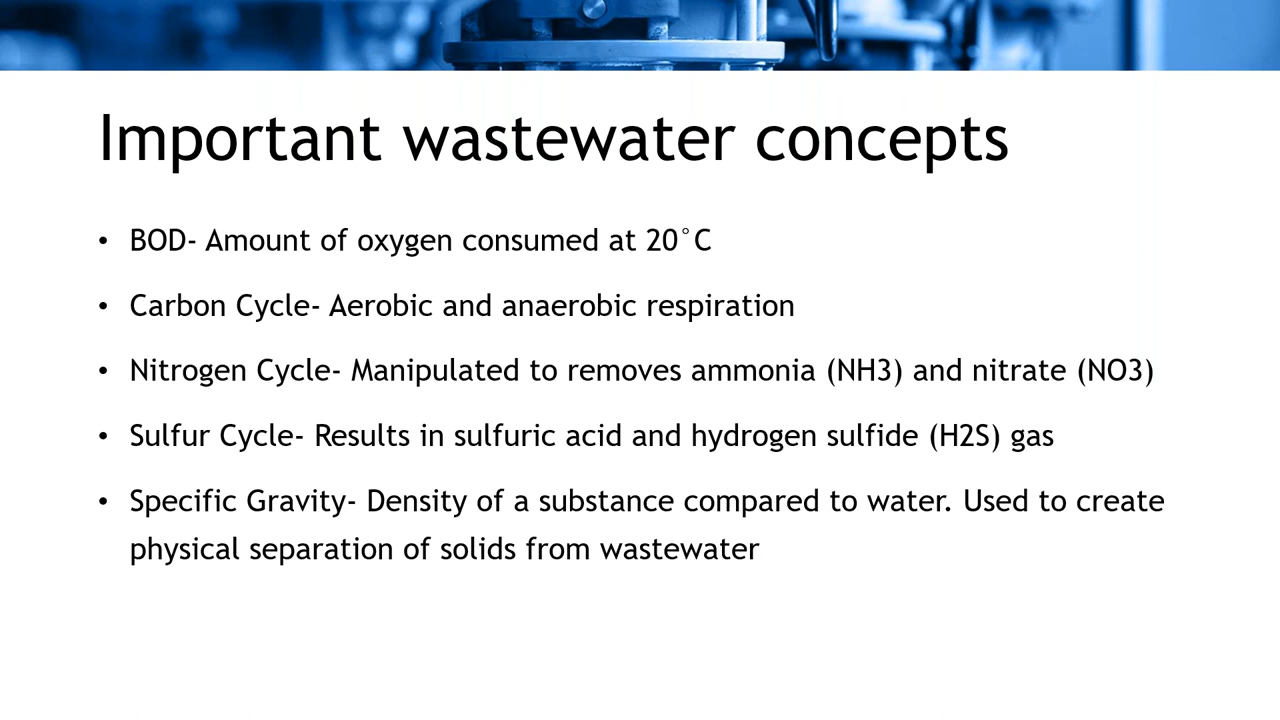 Important wastewater concepts
• BOD- Amount of oxygen consumed at 20°C
• Carbon Cycle- Aerobic and anaerobic respiration
• Nitrogen Cycle- Manipulated to removes ammonia (NH3) and nitrate (NO3)
• Sulfur Cycle- Results in sulfuric acid and hydrogen sulfide (H2S) gas
• Specific Gravity- Density of a substance compared to water. Used to create
physical separation of solids from wastewater